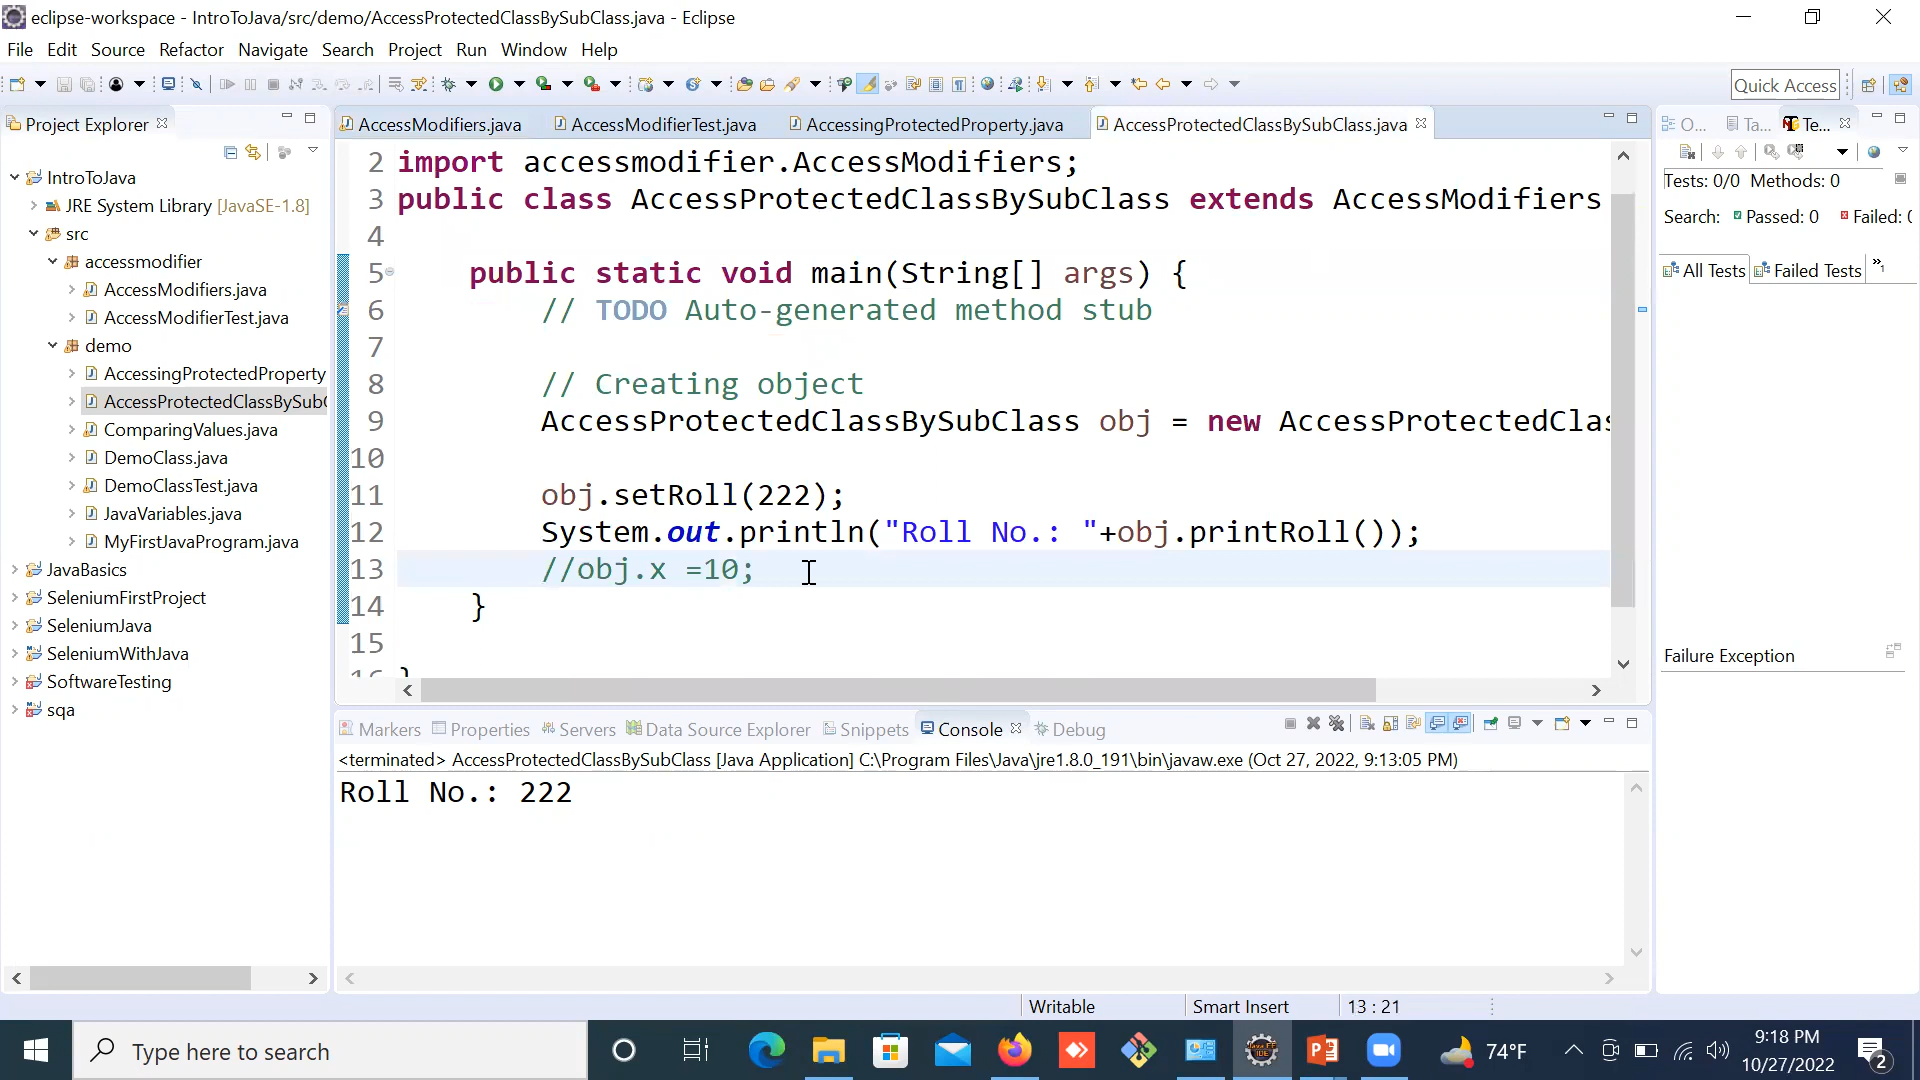 eclipse-workspace - IntroToJava/src/demo/AccessProtectedClassBySubClass.java - Eclipse
File Edit Source Refactor Navigate Search Project Run Window Help
Quick Access
Project Explorer
IntroToJava
JRE System Library [JavaSE-1.8]
src
accessmodifier
AccessModifiers.java
AccessModifierTest.java
demo
AccessingProtectedProperty
AccessProtectedClassBySub
ComparingValues.java
DemoClass.java
DemoClassTest.java
JavaVariables.java
MyFirstJavaProgram.java
JavaBasics
SeleniumFirstProject
SeleniumJava
SeleniumWithJava
SoftwareTesting
sqa
AccessModifiers.java AccessModifierTest.java AccessingProtectedProperty.java AccessProtectedClassBySubClass.java
2 import accessmodifier.AccessModifiers;
3 public class AccessProtectedClassBySubClass extends AccessModifiers
4
5 public static void main(String[] args) {
6 // TODO Auto-generated method stub
7
8 // Creating object
9 AccessProtectedClassBySubClass obj = new AccessProtectedClas
10
11 obj.setRoll(222);
12 System.out.println("Roll No.: "+obj.printRoll());
13 //obj.x =10;
14 }
15
O... Ta... Te...
Tests: 0/0 Methods: 0
Search: Passed: 0 Failed: 0
All Tests Failed Tests »1
Failure Exception
Markers Properties Servers Data Source Explorer Snippets Console Debug
<terminated> AccessProtectedClassBySubClass [Java Application] C:\Program Files\Java\jre1.8.0_191\bin\javaw.exe (Oct 27, 2022, 9:13:05 PM)
Roll No.: 222
Writable Smart Insert 13 : 21
Type here to search
74°F
9:18 PM
10/27/2022
2